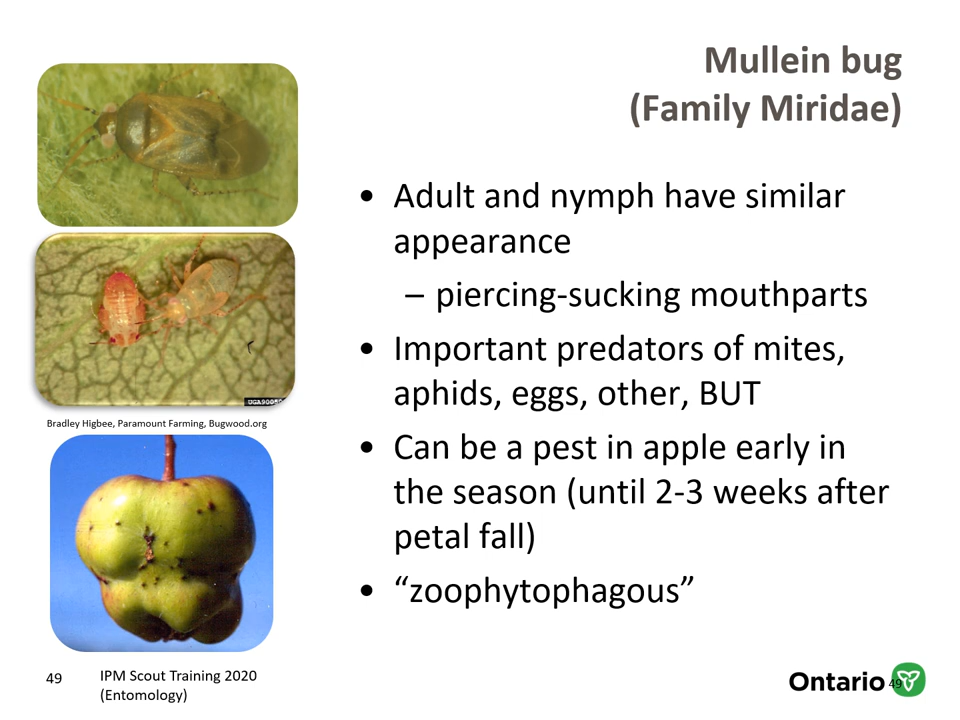 Mullein bug
(Family Miridae)
• Adult and nymph have similar
appearance
– piercing-sucking mouthparts
• Important predators of mites,
aphids, eggs, other, BUT
• Can be a pest in apple early in
the season (until 2-3 weeks after
petal fall)
• “zoophytophagous”
Bradley Higbee, Paramount Farming, Bugwood.org
49
IPM Scout Training 2020
(Entomology)
Ontario
49